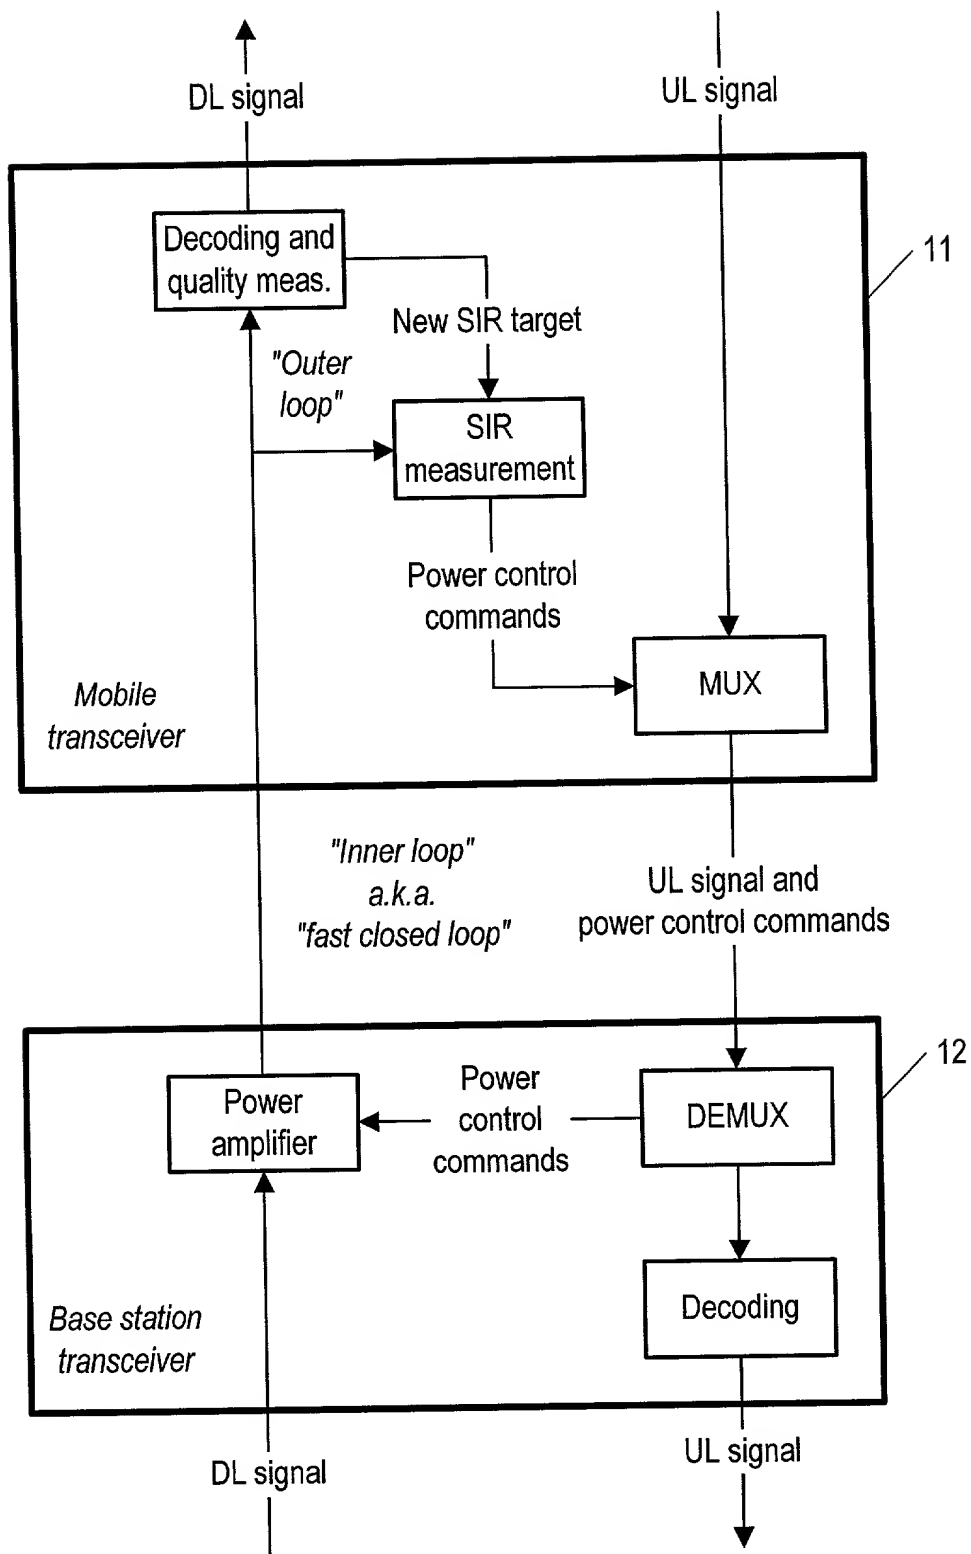 DL signal
UL signal
11
Decoding and
quality meas.
New SIR target
"Outer
loop"
SIR
measurement
Power control
commands
MUX
Mobile
transceiver
"Inner loop"
a.k.a.
"fast closed loop"
UL signal and
power control commands
12
Power
amplifier
Power
control
commands
DEMUX
Decoding
Base station
transceiver
DL signal
UL signal